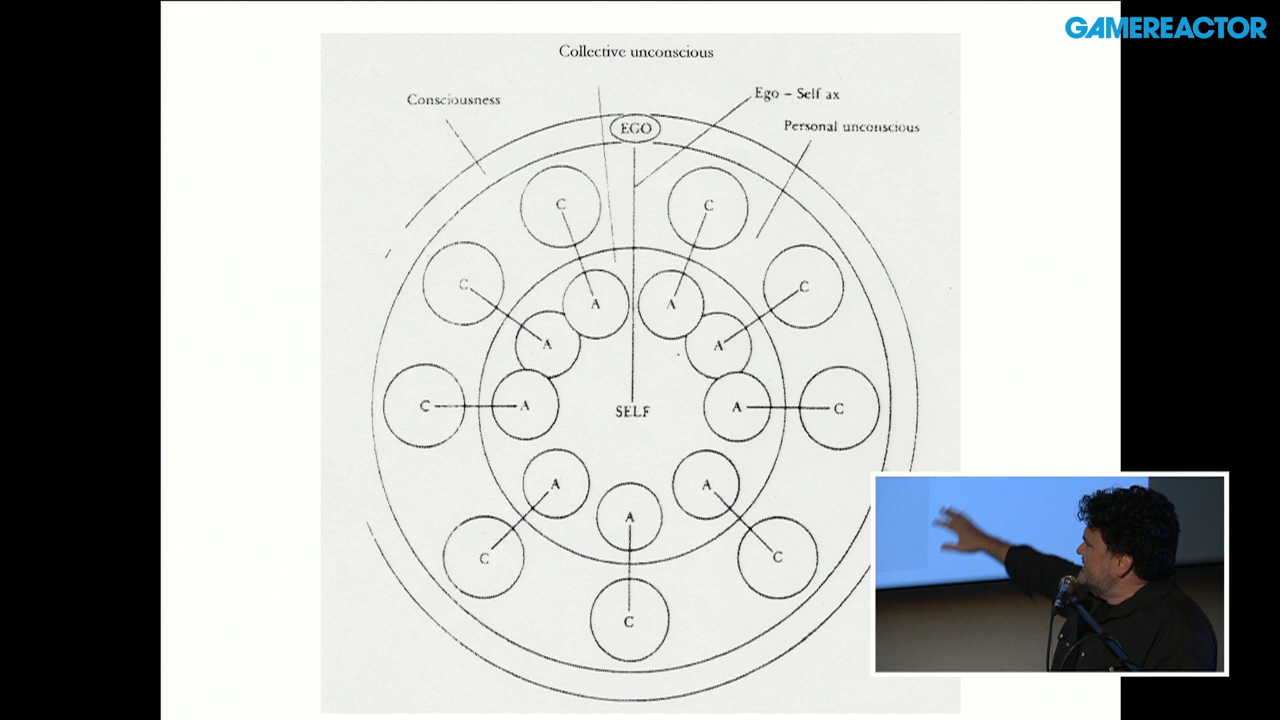 GAMEREACTOR
Collective unconscious
Consciousness
Ego – Self ax
Personal unconscious
EGO
C
C
C
C
A
A
A
A
C
A
SELF
A
C
A
A
A
C
C
C